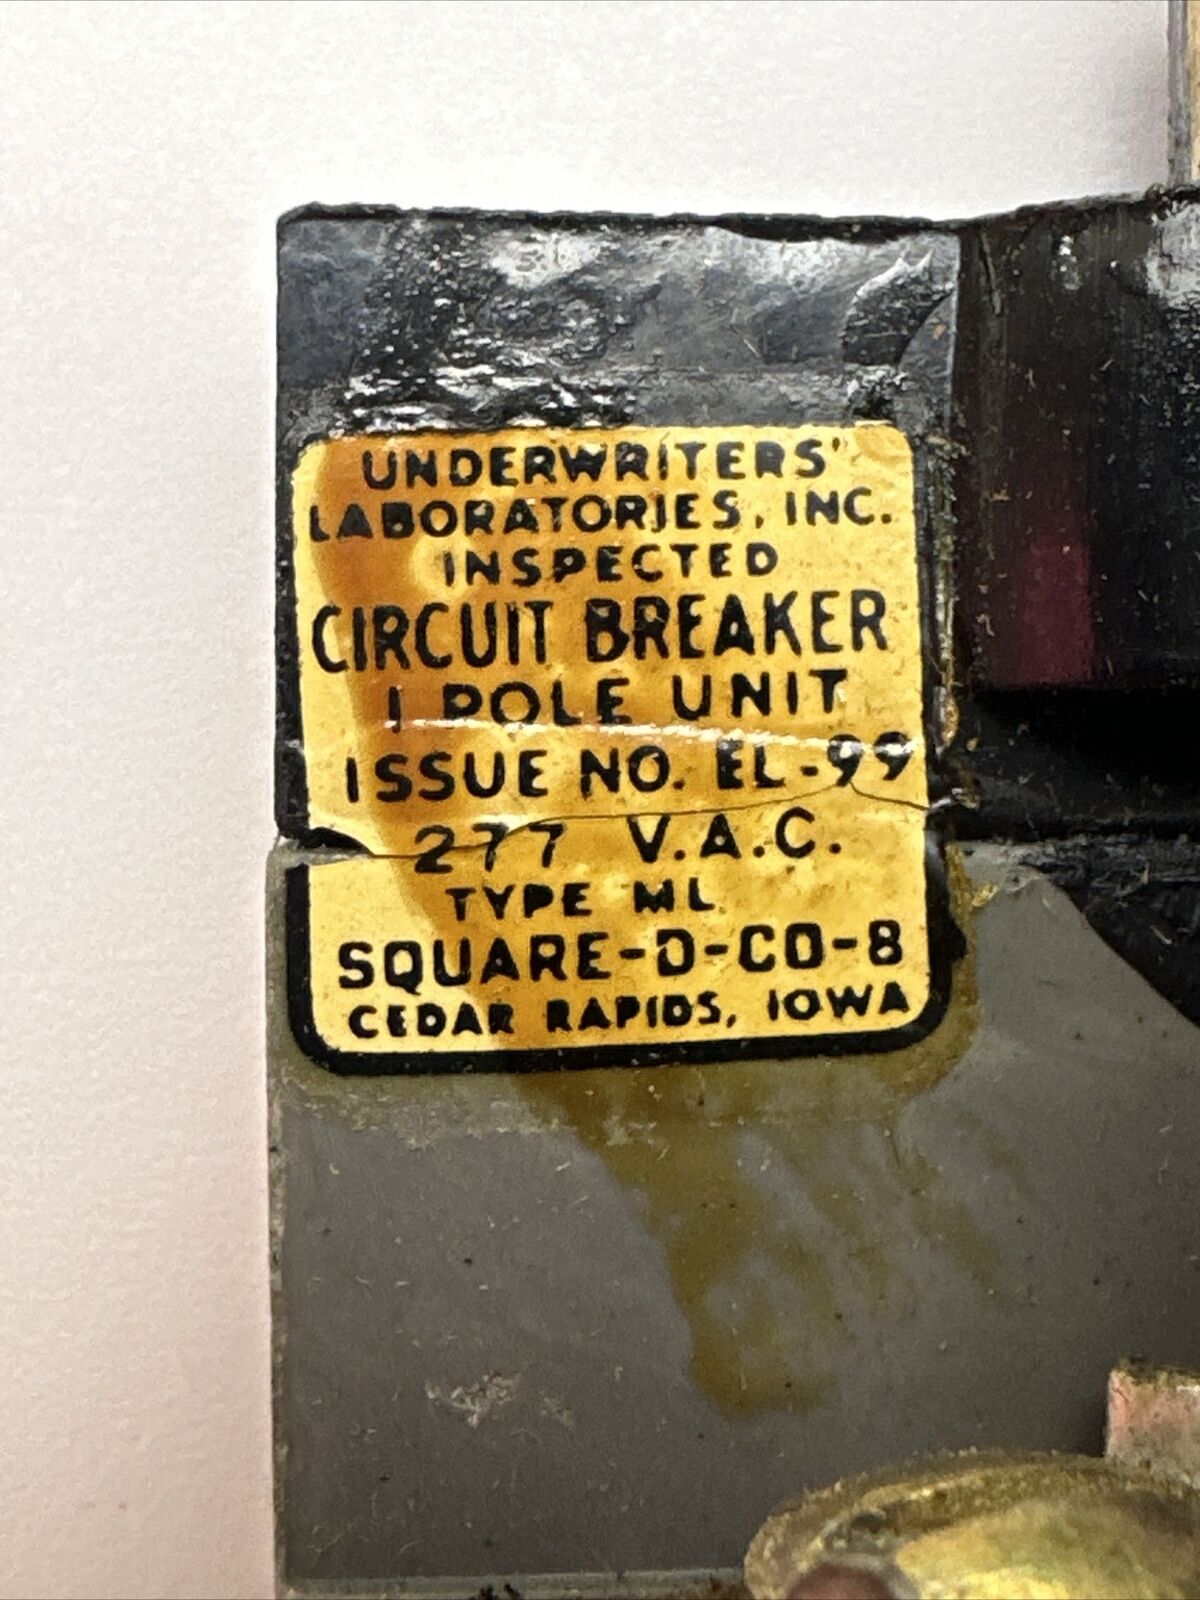 UNDERWRITERS'
LABORATORIES, INC.
INSPECTED
CIRCUIT BREAKER
1 POLE UNIT
ISSUE NO. EL-99
277 V.A.C.
TYPE ML
SQUARE-D-CO-8
CEDAR RAPIDS, IOWA